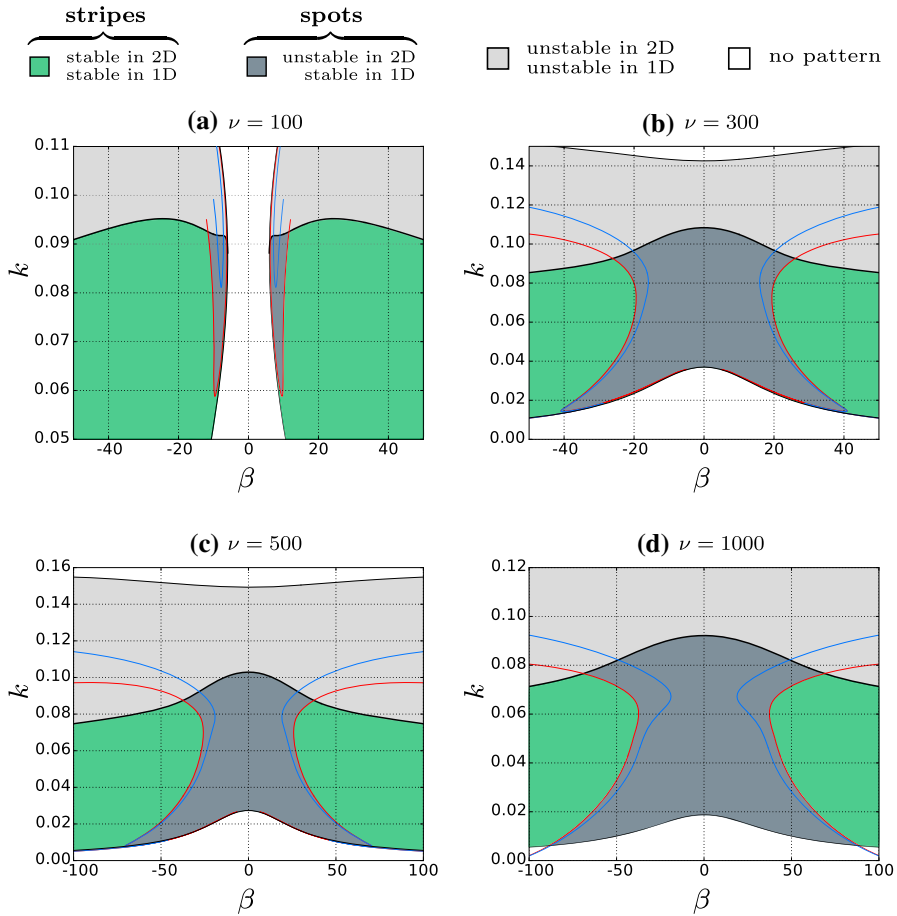 stripes
spots
stable in 2D
stable in 1D
unstable in 2D
stable in 1D
unstable in 2D
unstable in 1D
no pattern
(a) ν = 100
0.11
0.10
0.09
0.08
0.07
0.06
0.05
k
-40
-20
0
20
40
β
(b) ν = 300
0.14
0.12
0.10
0.08
0.06
0.04
0.02
0.00
k
-40
-20
0
20
40
β
(c) ν = 500
0.16
0.14
0.12
0.10
0.08
0.06
0.04
0.02
0.00
k
-100
-50
0
50
100
β
(d) ν = 1000
0.12
0.10
0.08
0.06
0.04
0.02
0.00
k
-100
-50
0
50
100
β